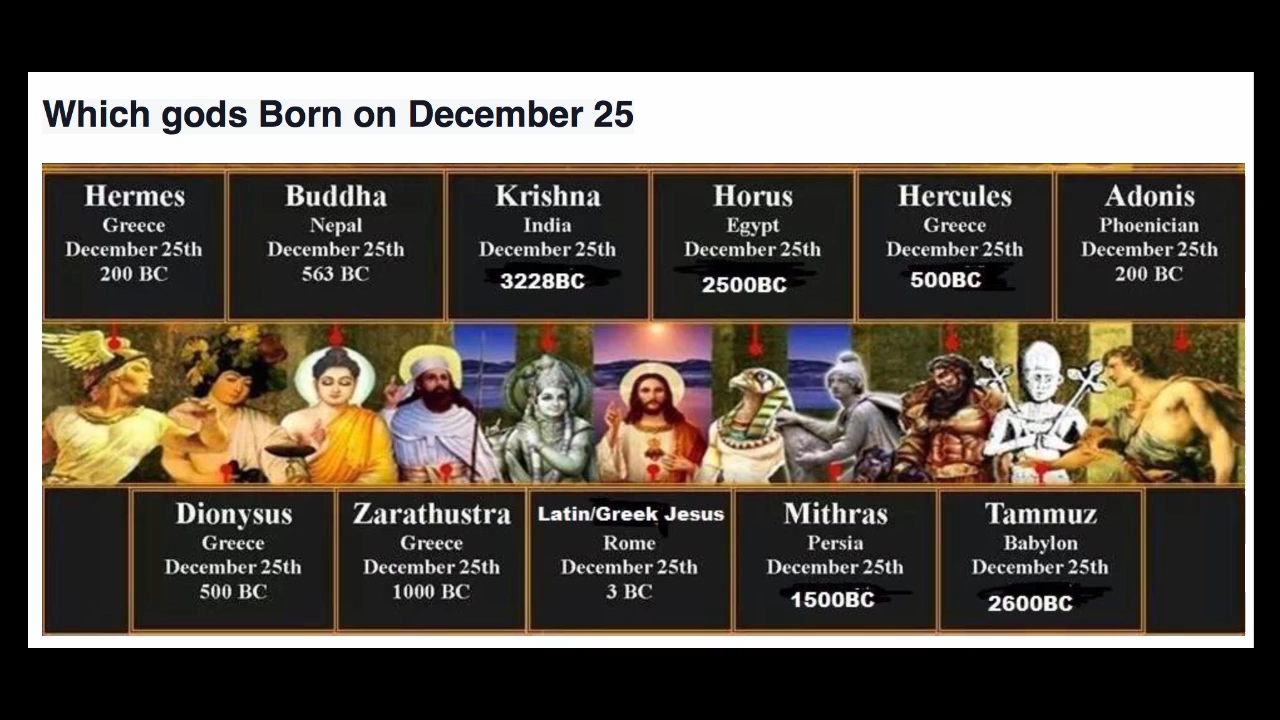 Which gods Born on December 25
Hermes
Greece
December 25th
200 BC
Buddha
Nepal
December 25th
563 BC
Krishna
India
December 25th
3228BC
Horus
Egypt
December 25th
2500BC
Hercules
Greece
December 25th
500BC
Adonis
Phoenician
December 25th
200 BC
Dionysus
Greece
December 25th
500 BC
Zarathustra
Greece
December 25th
1000 BC
Latin/Greek Jesus
Rome
December 25th
3 BC
Mithras
Persia
December 25th
1500BC
Tammuz
Babylon
December 25th
2600BC